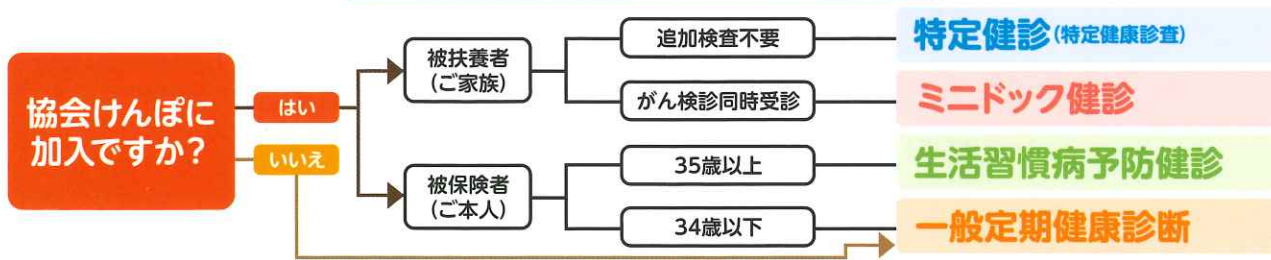 協会けんぽに
加入ですか?
はい
いいえ
被扶養者
(ご家族)
追加検査不要
特定健診(特定健康診査)
がん検診同時受診
ミニドック健診
被保険者
(ご本人)
35歳以上
生活習慣病予防健診
34歳以下
一般定期健康診断